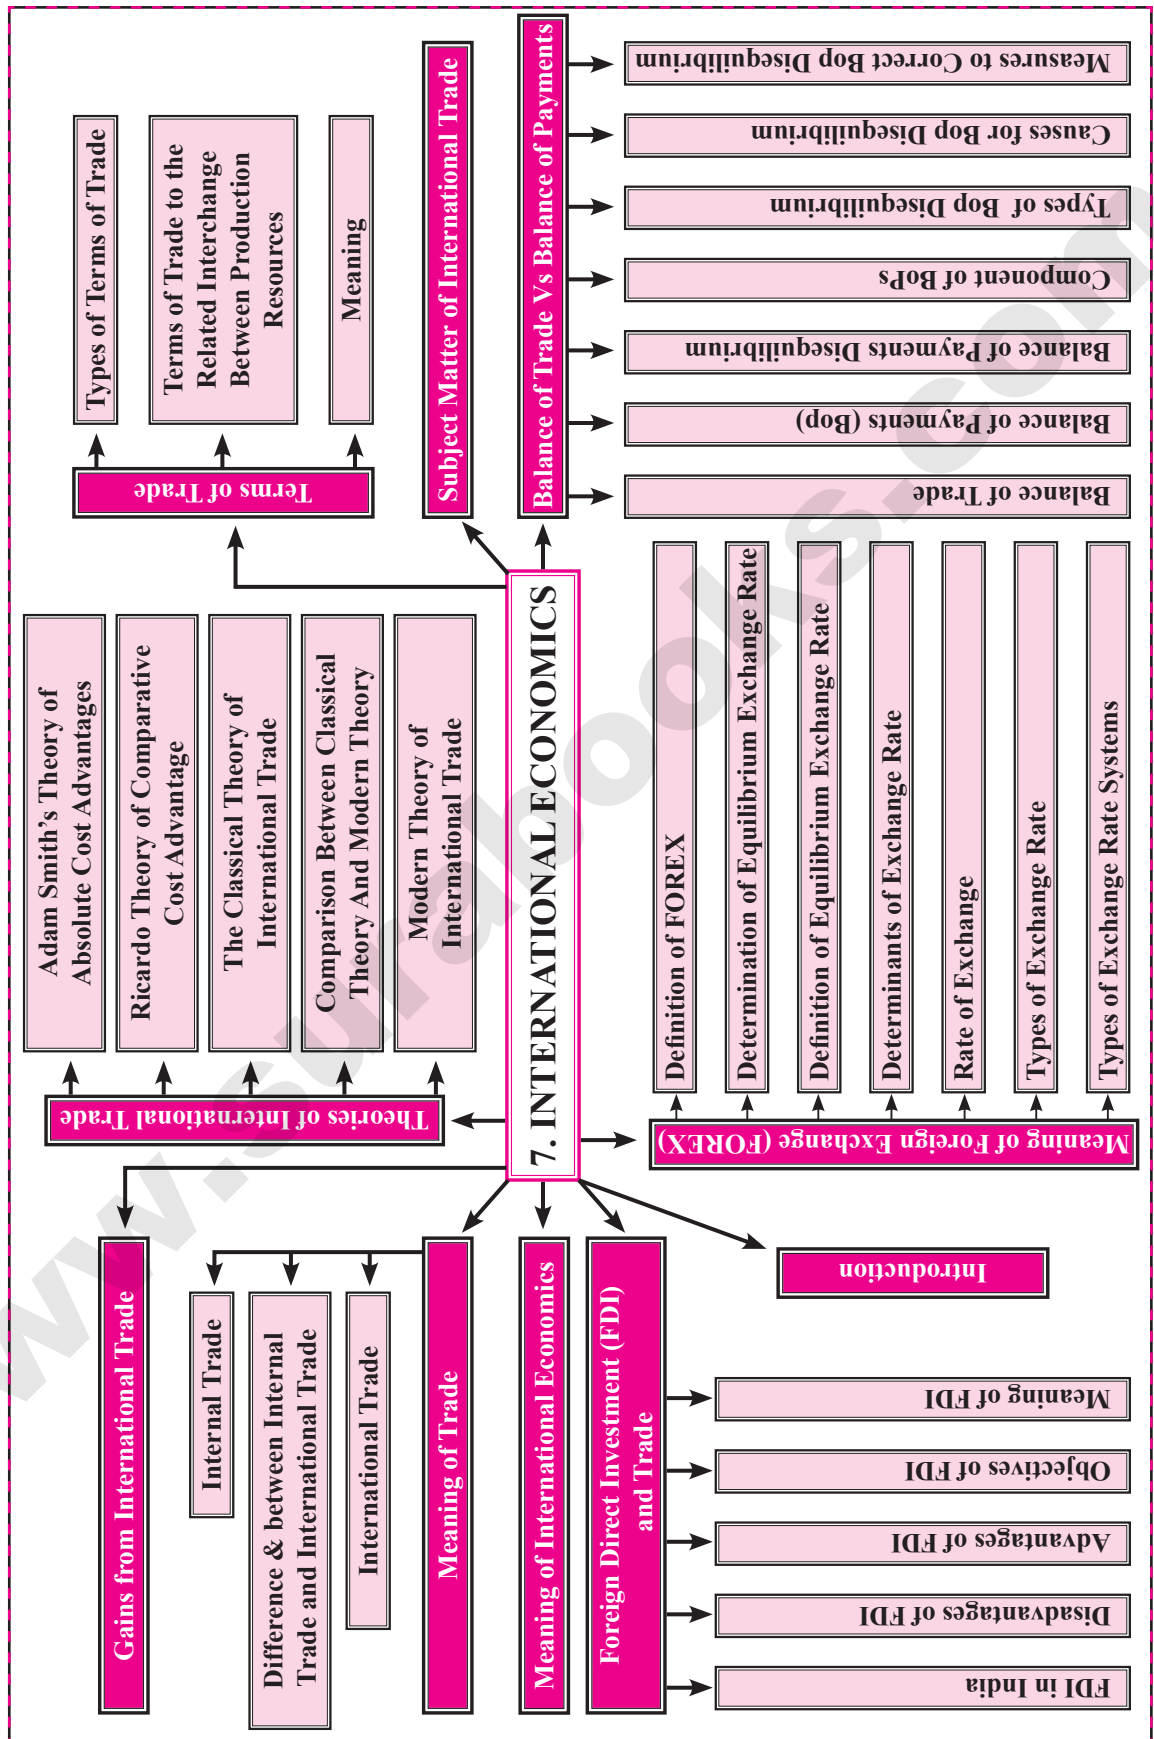 7. INTERNATIONAL ECONOMICS
Gains from International Trade
Theories of International Trade
Adam Smith's Theory of
Absolute Cost Advantages
Ricardo Theory of Comparative
Cost Advantage
The Classical Theory of
International Trade
Comparison Between Classical
Theory And Modern Theory
Modern Theory of
International Trade
Terms of Trade
Types of Terms of Trade
Terms of Trade to the
Related Interchange
Between Production
Resources
Meaning
Internal Trade
Difference & between Internal
Trade and International Trade
International Trade
Meaning of Trade
Subject Matter of International Trade
Meaning of International Economics
Balance of Trade Vs Balance of Payments
Foreign Direct Investment (FDI)
and Trade
FDI in India
Disadvantages of FDI
Advantages of FDI
Objectives of FDI
Meaning of FDI
Introduction
Meaning of Foreign Exchange (FOREX)
Definition of FOREX
Determination of Equilibrium Exchange Rate
Definition of Equilibrium Exchange Rate
Determinants of Exchange Rate
Rate of Exchange
Types of Exchange Rate
Types of Exchange Rate Systems
Balance of Trade
Balance of Payments (Bop)
Balance of Payments Disequilibrium
Component of BoPs
Types of Bop Disequilibrium
Causes for Bop Disequilibrium
Measures to Correct Bop Disequilibrium
www.surabooks.com